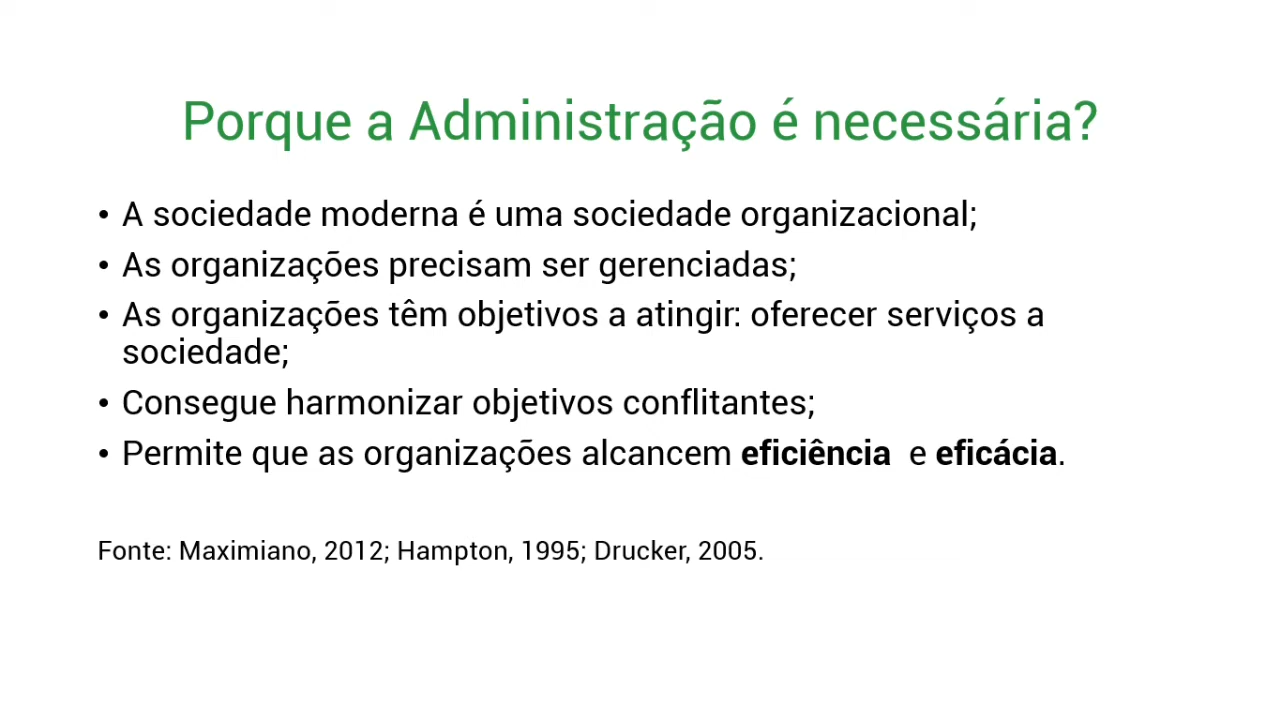 Porque a Administração é necessária?
• A sociedade moderna é uma sociedade organizacional;
• As organizações precisam ser gerenciadas;
• As organizações têm objetivos a atingir: oferecer serviços a
sociedade;
• Consegue harmonizar objetivos conflitantes;
• Permite que as organizações alcancem eficiência  e eficácia.
Fonte: Maximiano, 2012; Hampton, 1995; Drucker, 2005.